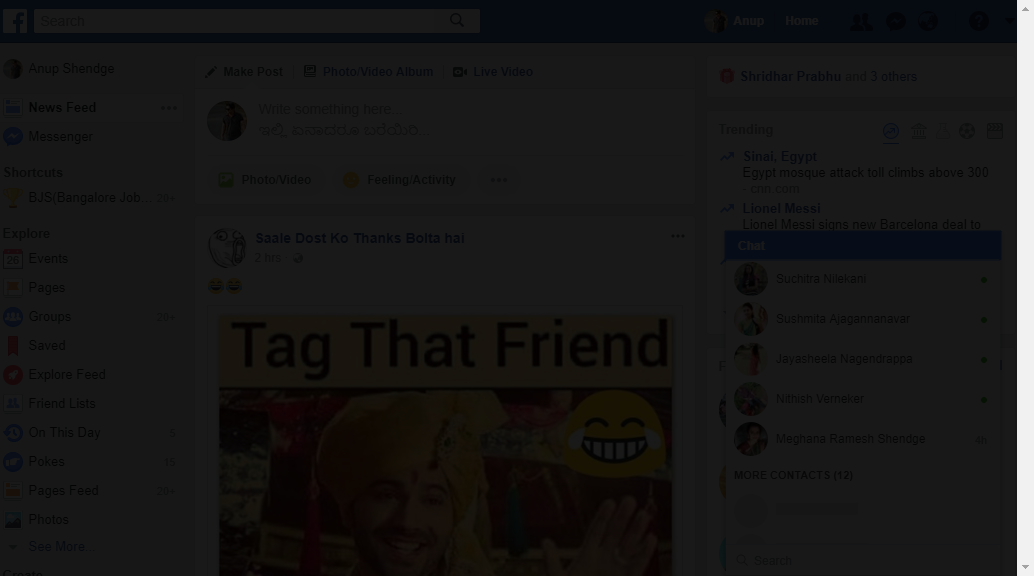 Search
Anup
Home
Anup Shendge
News Feed
Messenger
Shortcuts
BJS(Bangalore Job... 20+
Explore
28 Events
Pages
Groups 20+
Saved
Explore Feed
Friend Lists
On This Day 5
Pokes 15
Pages Feed 20+
Photos
See More...
Create
Make Post
Photo/Video Album
Live Video
Write something here...
ಇಲ್ಲಿ ಏನಾದರೂ ಬರೆಯಿರಿ...
Photo/Video
Feeling/Activity
Saale Dost Ko Thanks Bolta hai
2 hrs
Tag That Friend
Shridhar Prabhu and 3 others
Trending
Sinai, Egypt
Egypt mosque attack toll climbs above 300
- cnn.com
Lionel Messi
Lionel Messi signs new Barcelona deal to
Chat
Suchitra Nilekani
Sushmita Ajagannanavar
Jayasheela Nagendrappa
Nithish Verneker
Meghana Ramesh Shendge
MORE CONTACTS (12)
Search